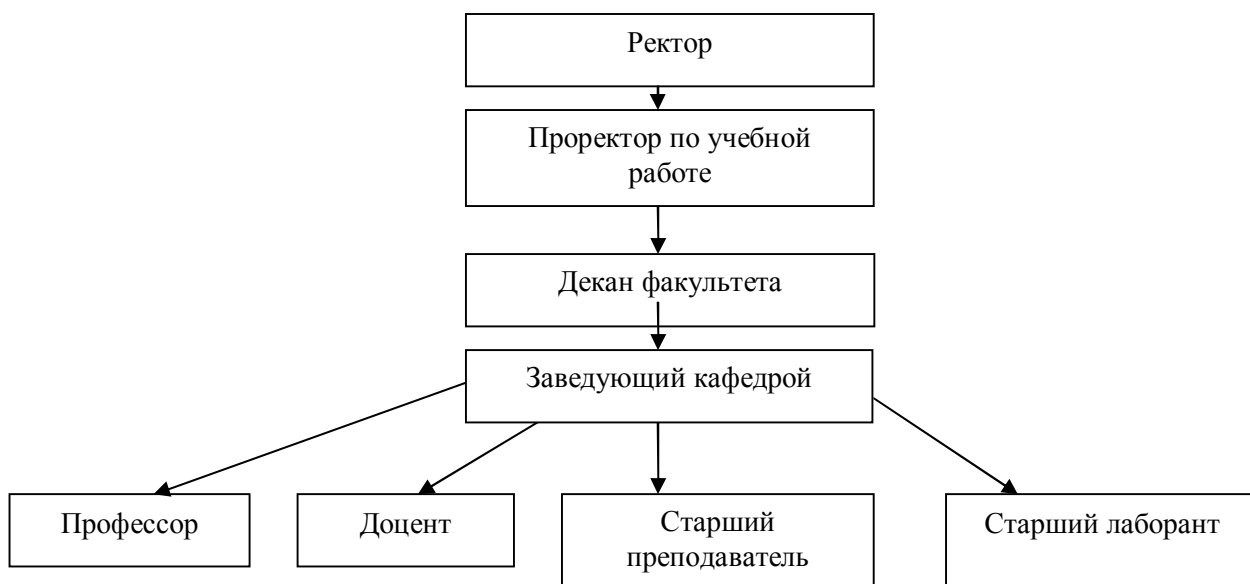 Ректор
Проректор по учебной
работе
Декан факультета
Заведующий кафедрой
Профессор
Доцент
Старший
преподаватель
Старший лаборант